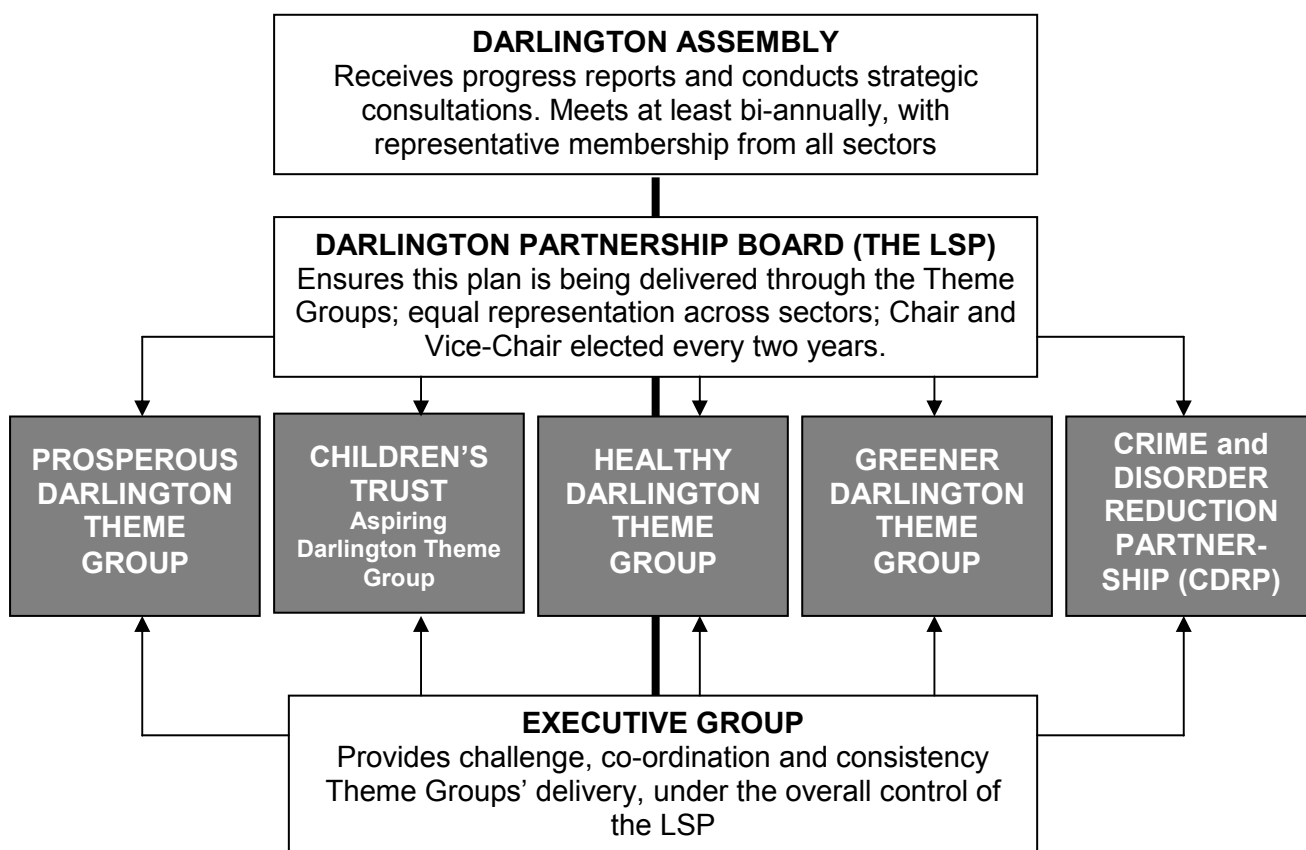 DARLINGTON ASSEMBLY
Receives progress reports and conducts strategic
consultations. Meets at least bi-annually, with
representative membership from all sectors
DARLINGTON PARTNERSHIP BOARD (THE LSP)
Ensures this plan is being delivered through the Theme
Groups; equal representation across sectors; Chair and
Vice-Chair elected every two years.
PROSPEROUS
DARLINGTON
THEME
GROUP
CHILDREN’S
TRUST
Aspiring
Darlington Theme
Group
HEALTHY
DARLINGTON
THEME
GROUP
GREENER
DARLINGTON
THEME
GROUP
CRIME and
DISORDER
REDUCTION
PARTNER-
SHIP (CDRP)
EXECUTIVE GROUP
Provides challenge, co-ordination and consistency
Theme Groups’ delivery, under the overall control of
the LSP